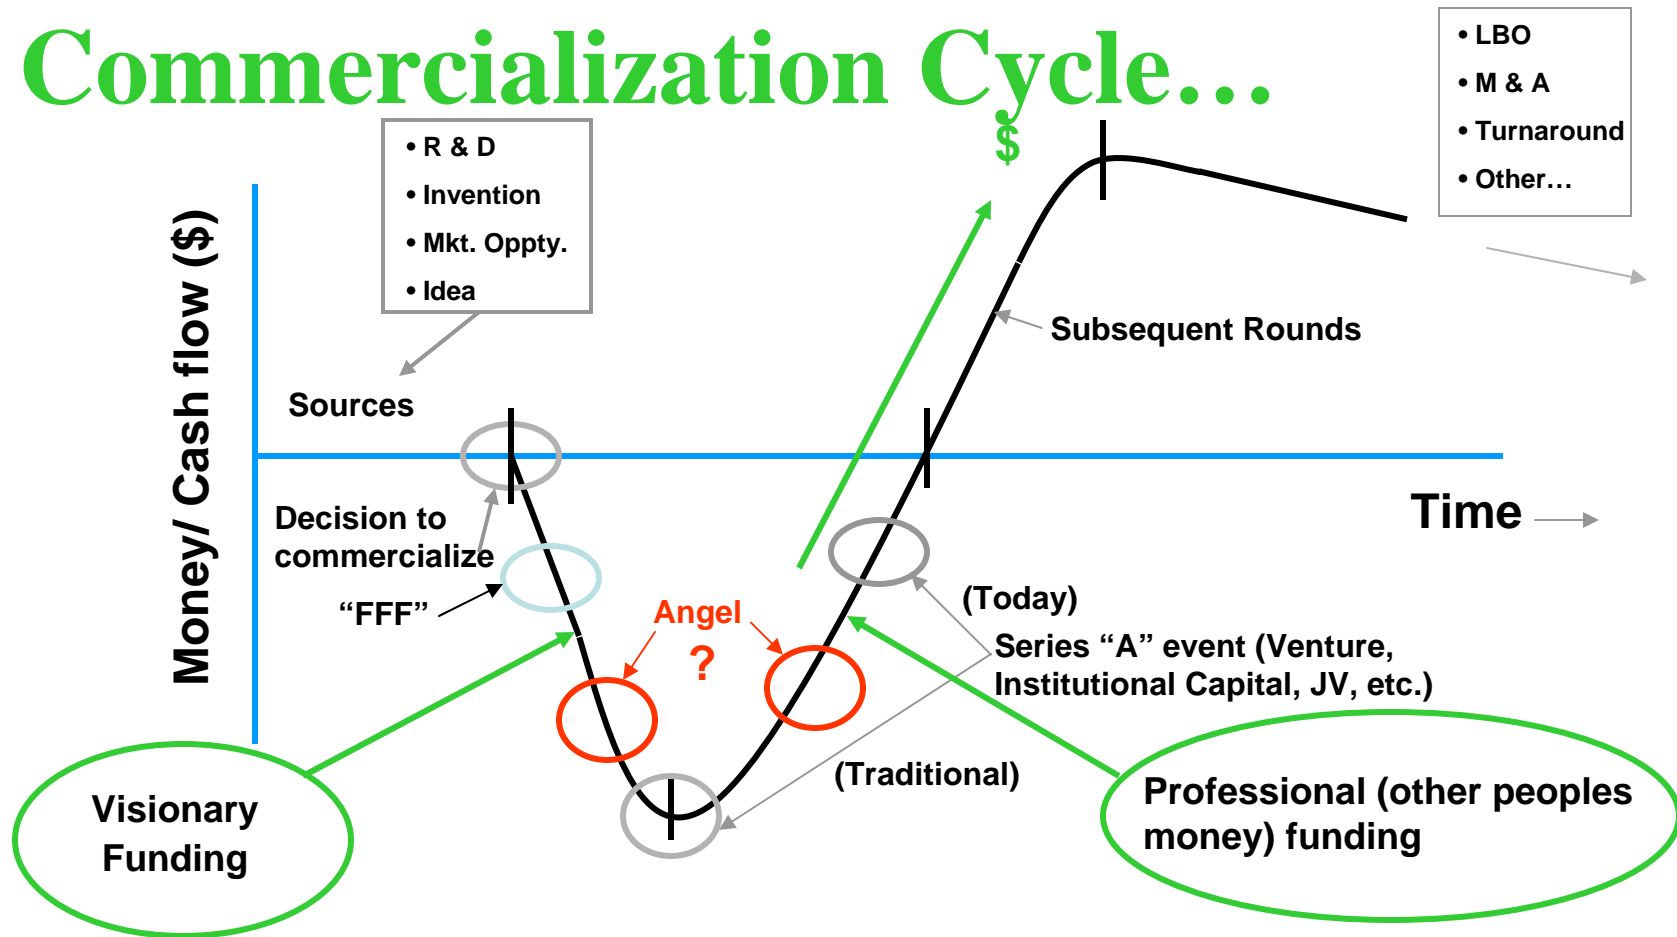 Commercialization Cycle…
$
• LBO
• M & A
• Turnaround
• Other…
• R & D
• Invention
• Mkt. Oppty.
• Idea
Money/ Cash flow ($)
Sources
Subsequent Rounds
Time
Decision to
commercialize
“FFF”
Angel
?
(Today)
Series “A” event (Venture,
Institutional Capital, JV, etc.)
(Traditional)
Visionary
Funding
Professional (other peoples
money) funding